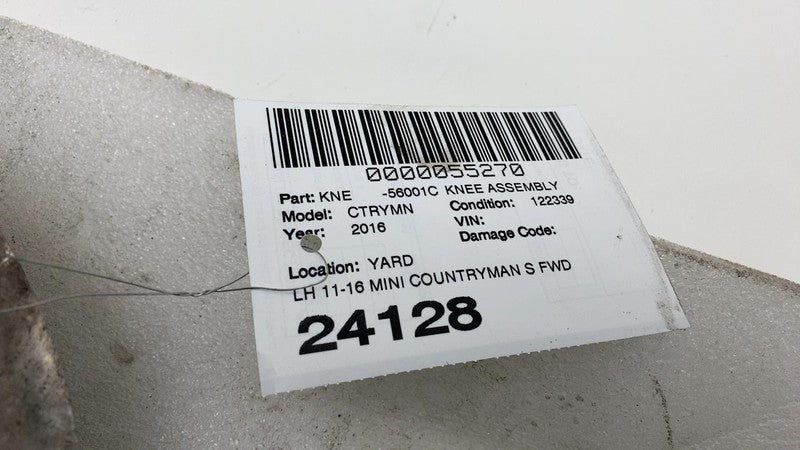 0000055270
Part: KNE -56001C KNEE ASSEMBLY
Model: CTRYMN Condition: 122339
Year: 2016 VIN:
Damage Code:
Location: YARD
LH 11-16 MINI COUNTRYMAN S FWD
24128